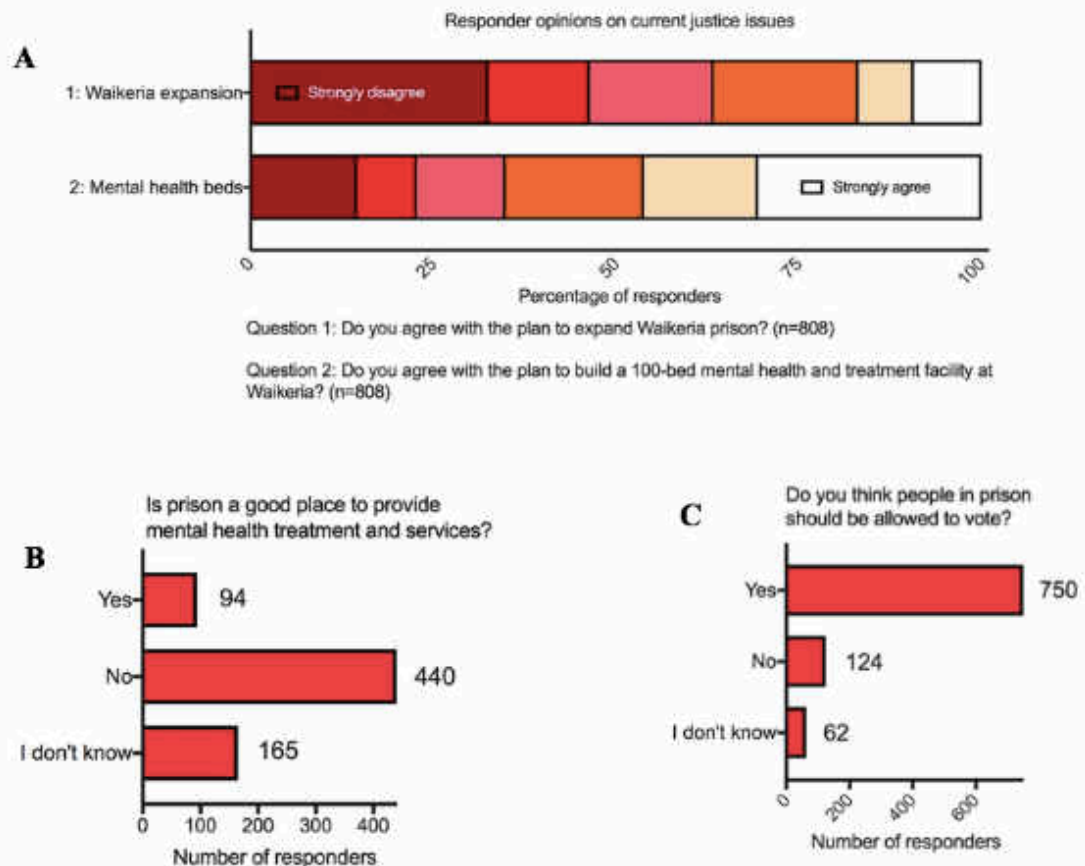 Responder opinions on current justice issues
A
1: Waikeria expansion
Strongly disagree
2: Mental health beds
Strongly agree
0
25
50
75
100
Percentage of responders
Question 1: Do you agree with the plan to expand Waikeria prison? (n=808)
Question 2: Do you agree with the plan to build a 100-bed mental health and treatment facility at
Waikeria? (n=808)
B
Is prison a good place to provide
mental health treatment and services?
Yes
94
No
440
I don't know
165
0 100 200 300 400
Number of responders
C
Do you think people in prison
should be allowed to vote?
Yes
750
No
124
I don't know
62
0 200 400 600
Number of responders